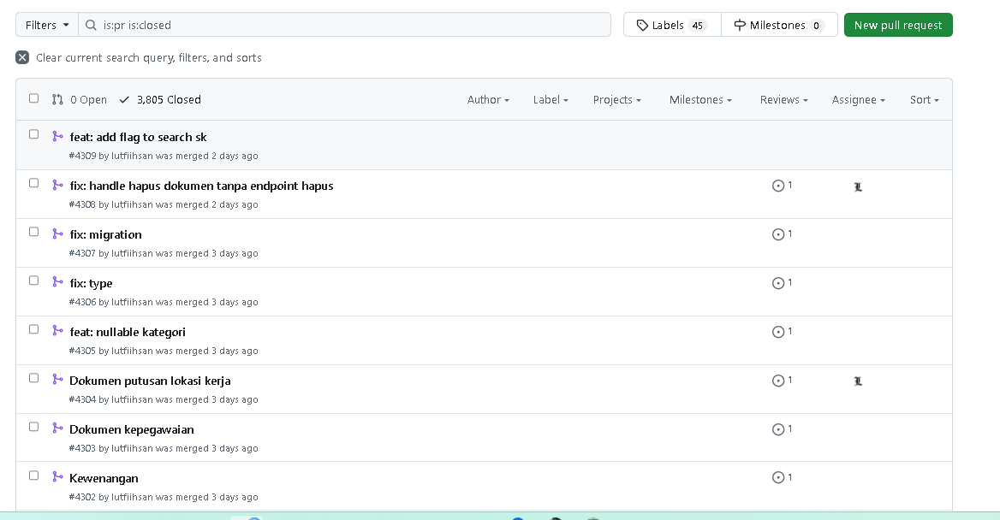 Filters is:pr is:closed Labels 45 Milestones 0 New pull request
Clear current search query, filters, and sorts
0 Open 3,805 Closed Author Label Projects Milestones Reviews Assignee Sort
feat: add flag to search sk
#4309 by lutfiihsan was merged 2 days ago
fix: handle hapus dokumen tanpa endpoint hapus 1
#4308 by lutfiihsan was merged 2 days ago
fix: migration 1
#4307 by lutfiihsan was merged 3 days ago
fix: type 1
#4306 by lutfiihsan was merged 3 days ago
feat: nullable kategori 1
#4305 by lutfiihsan was merged 3 days ago
Dokumen putusan lokasi kerja 1
#4304 by lutfiihsan was merged 3 days ago
Dokumen kepegawaian 1
#4303 by lutfiihsan was merged 3 days ago
Kewenangan 1
#4302 by lutfiihsan was merged 3 days ago